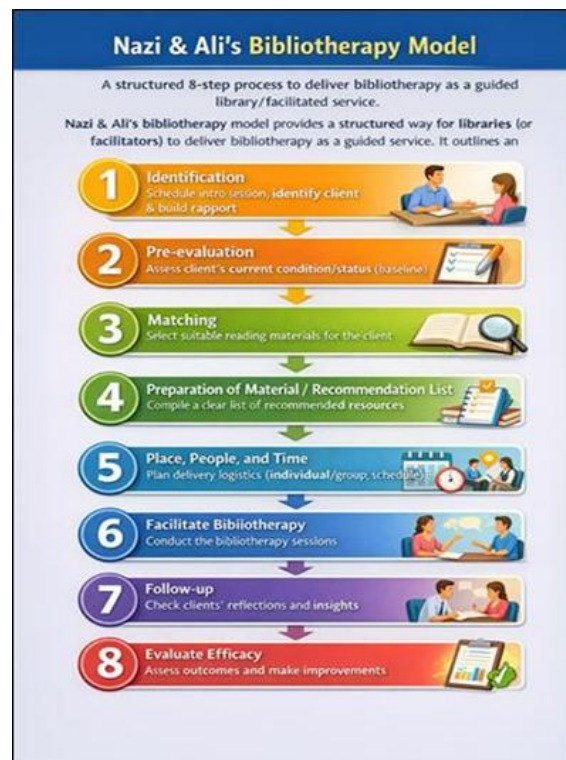 Nazi & Ali's Bibliotherapy Model
A structured 8-step process to deliver bibliotherapy as a guided
library/facilitated service.
Nazi & Ali's bibliotherapy model provides a structured way for libraries (or
facilitators) to deliver bibliotherapy as a guided service. It outlines an
1
Identification
Schedule intro session, identify client
& build rapport
2
Pre-evaluation
Assess client's current condition/status (baseline)
3
Matching
Select suitable reading materials for the client
4
Preparation of Material / Recommendation List
Compile a clear list of recommended resources
5
Place, People, and Time
Plan delivery logistics (individual/group, schedule)
6
Facilitate Bibiiotherapy
Conduct the bibliotherapy sessions
7
Follow-up
Check clients' reflections and insights
8
Evaluate Efficacy
Assess outcomes and make improvements